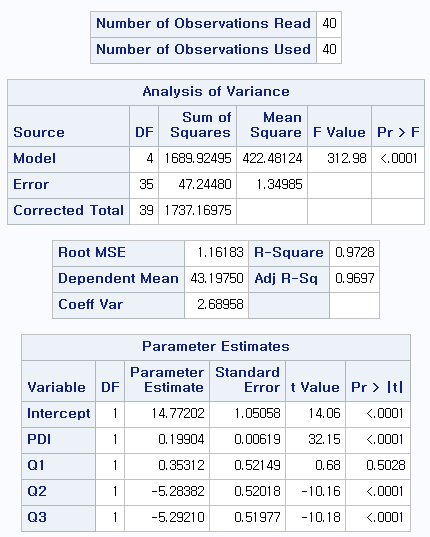 Number of Observations Read 40
Number of Observations Used 40
Analysis of Variance
Source DF Sum of Squares Mean Square F Value Pr > F
Model 4 1689.92495 422.48124 312.98 <.0001
Error 35 47.24480 1.34985
Corrected Total 39 1737.16975
Root MSE 1.16183 R-Square 0.9728
Dependent Mean 43.19750 Adj R-Sq 0.9697
Coeff Var 2.68958
Parameter Estimates
Variable DF Parameter Estimate Standard Error t Value Pr > |t|
Intercept 1 14.77202 1.05058 14.06 <.0001
PDI 1 0.19904 0.00619 32.15 <.0001
Q1 1 0.35312 0.52149 0.68 0.5028
Q2 1 -5.28382 0.52018 -10.16 <.0001
Q3 1 -5.29210 0.51977 -10.18 <.0001